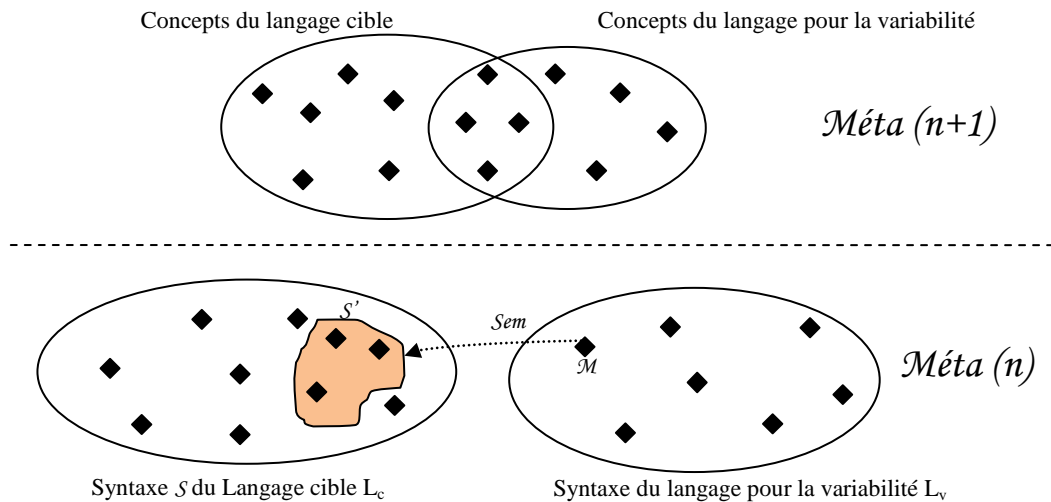 Concepts du langage cible
Concepts du langage pour la variabilité
Méta (n+1)
S'
Sem
M
Méta (n)
Syntaxe S du Langage cible Lc
Syntaxe du langage pour la variabilité Lv